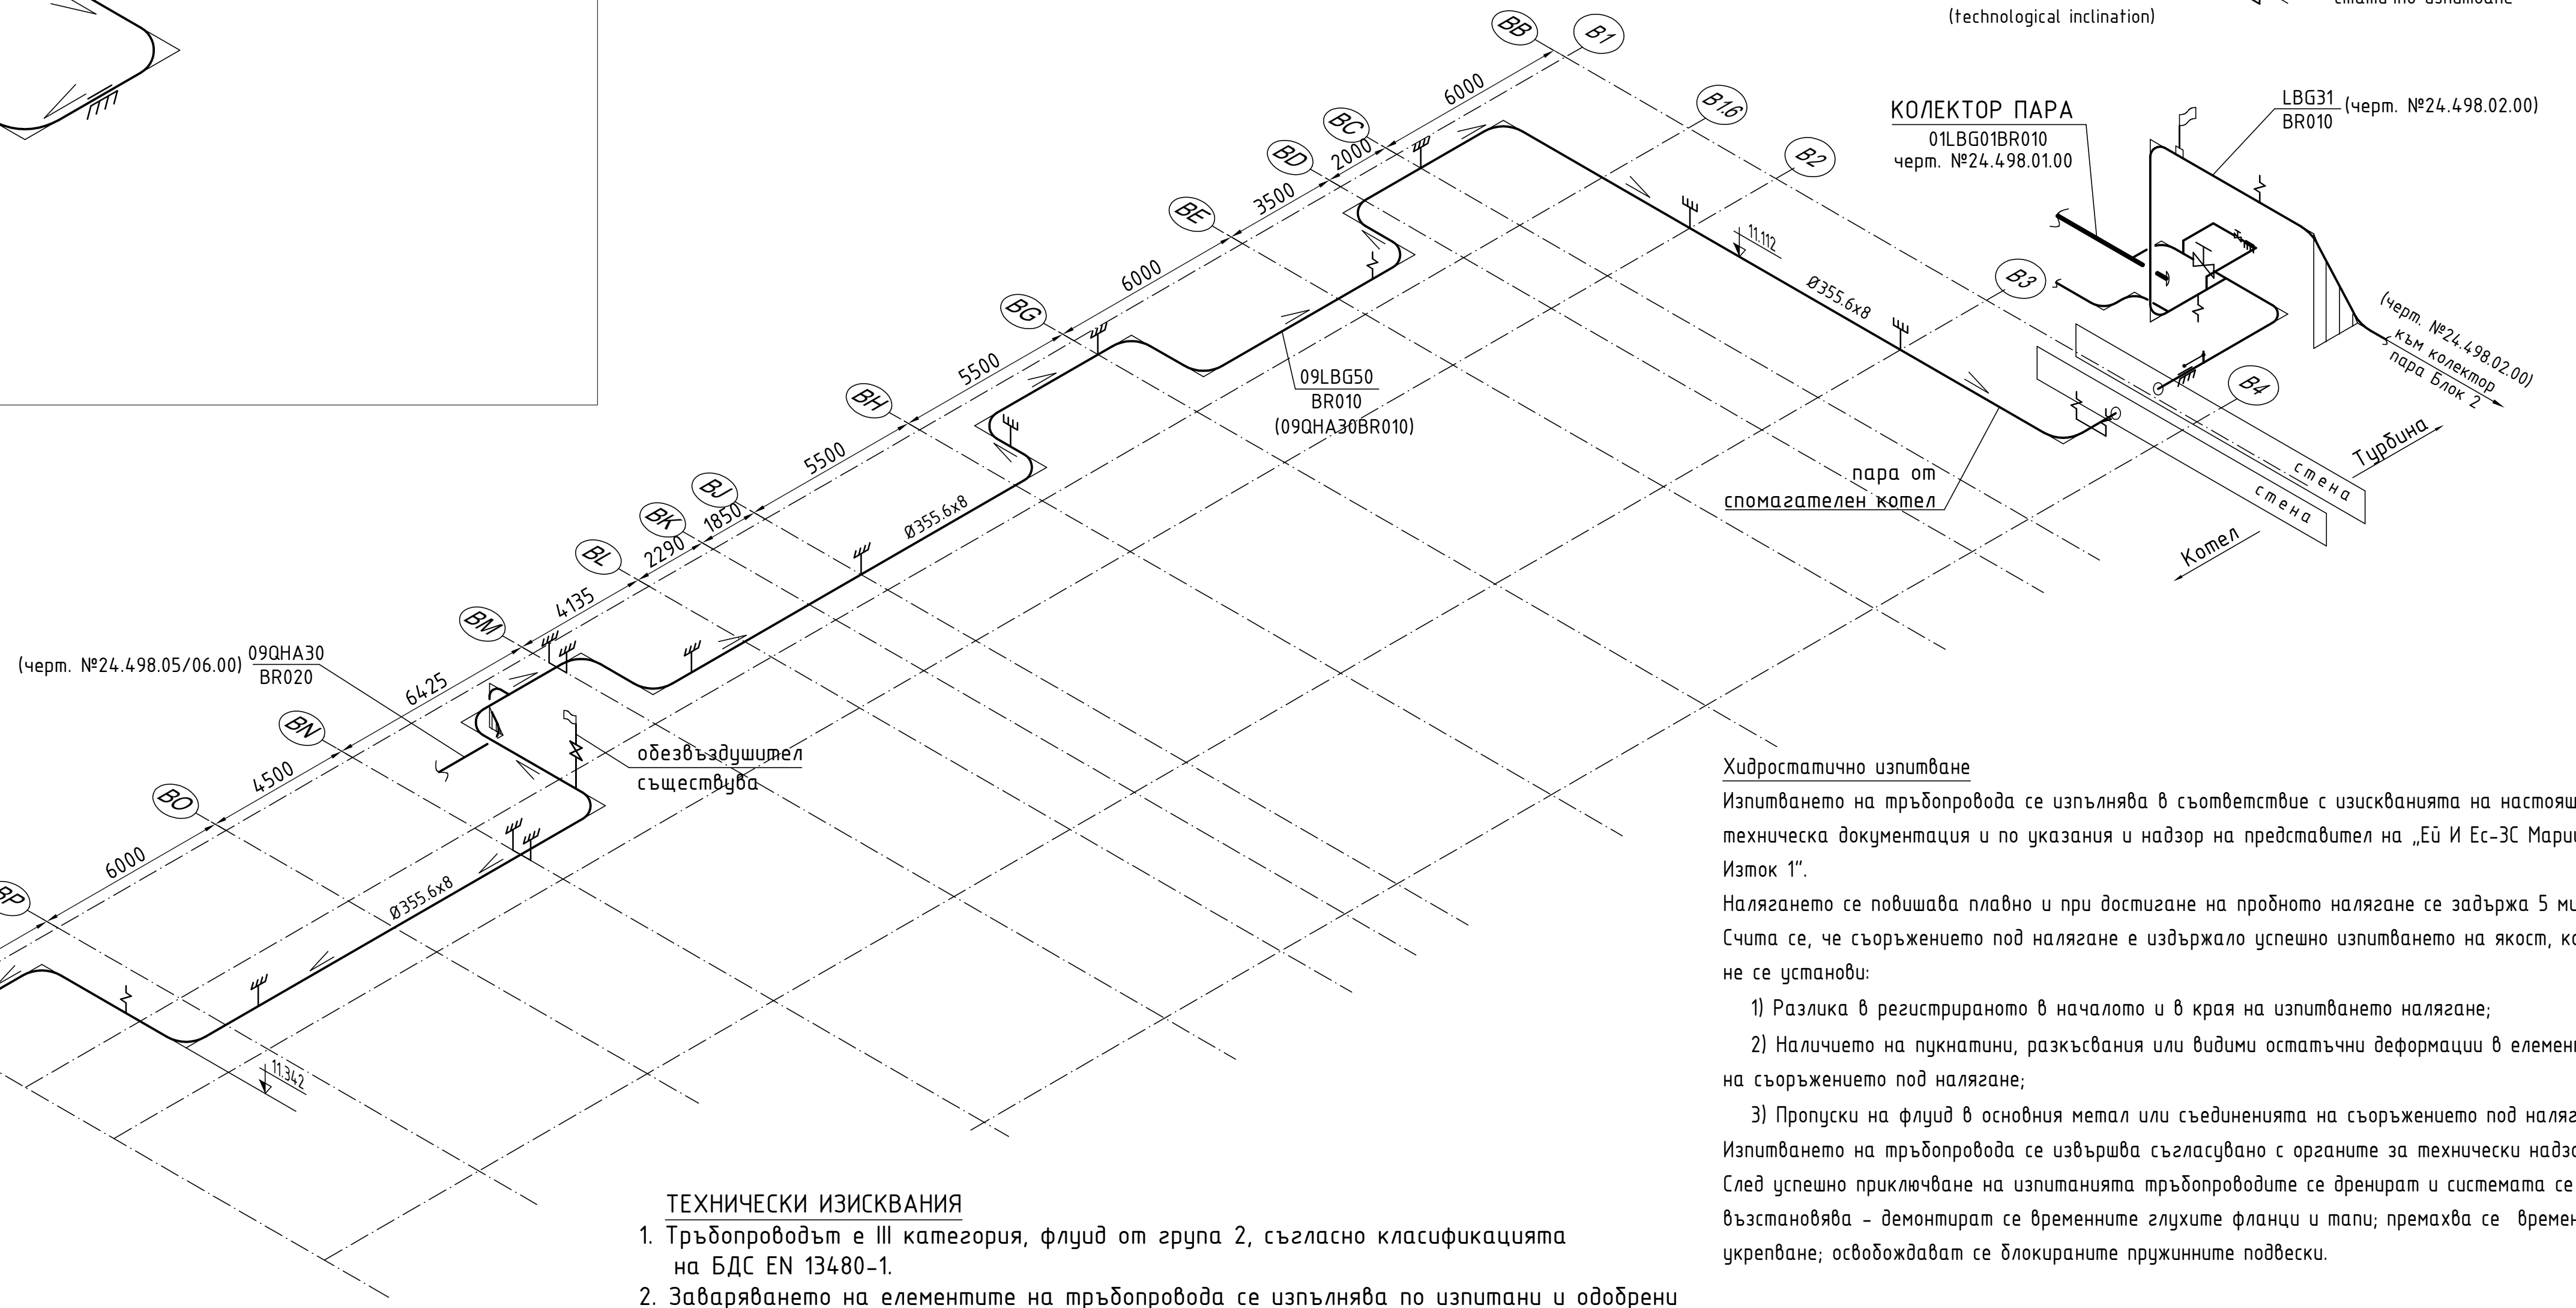 (technological inclination)
BB
B1
6000
B16
BC
2000
BD
B2
3500
BE
КОЛЕКТОР ПАРА
01LBG01BR010
черт. №24.498.01.00
LBG31
BR010
(черт. №24.498.02.00)
11.112
Ø355.6x8
B3
6000
BG
5500
(черт. №24.498.02.00)
към колектор
пара Блок 2
B4
09LBG50
BR010
(09QHA30BR010)
BH
Турбина
5500
пара от
спомагателен котел
стена
стена
Котел
BJ
1850
BK
2290
BL
Ø355.6x8
4135
BM
(черт. №24.498.05/06.00)
09QHA30
BR020
6425
BN
обезвъздушител
съществува
4500
BO
6000
Ø355.6x8
BP
11.342
Хидростатично изпитване
Изпитването на тръбопровода се изпълнява в съответствие с изискванията на
техническа документация и по указания и надзор на представител на „Ей И Ес-3С
Изток 1”.
Налягането се повишава плавно и при достигане на пробното налягане се задържа 5
Счита се, че съоръжението под налягане е издържало успешно изпитването на якост,
не се установи:
1) Разлика в регистрираното в началото и в края на изпитването налягане;
2) Наличието на пукнатини, разкъсвания или видими остатъчни деформации в
на съоръжението под налягане;
3) Пропуски на флуид в основния метал или съединенията на съоръжението под
Изпитването на тръбопровода се извършва съгласувано с органите за технически
След успешно приключване на изпитанията тръбопроводите се дренират и системата се
възстановява - демонтират се временните глухите фланци и тапи; премахва се
укрепване; освобождават се блокираните пружинните подвески.
ТЕХНИЧЕСКИ ИЗИСКВАНИЯ
1. Тръбопроводът е III категория, флуид от група 2, съгласно класификацията
на БДС EN 13480-1.
2. Заваряването на елементите на тръбопровода се изпълнява по изпитани и одобрени